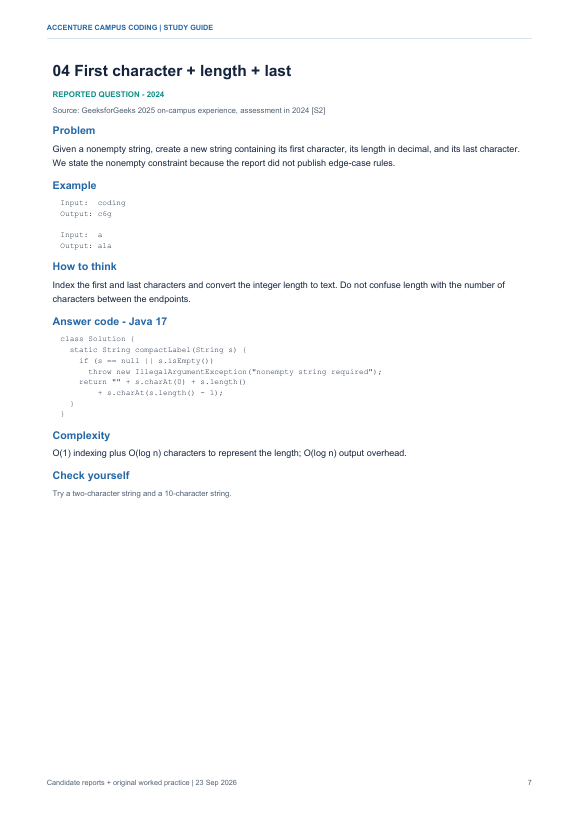 ACCENTURE CAMPUS CODING | STUDY GUIDE
04 First character + length + last
REPORTED QUESTION - 2024
Source: GeeksforGeeks 2025 on-campus experience, assessment in 2024 [S2]
Problem
Given a nonempty string, create a new string containing its first character, its length in decimal, and its last character.
We state the nonempty constraint because the report did not publish edge-case rules.
Example
Input:  coding
Output: c6g
Input:  a
Output: a1a
How to think
Index the first and last characters and convert the integer length to text. Do not confuse length with the number of
characters between the endpoints.
Answer code - Java 17
class Solution {
  static String compactLabel(String s) {
    if (s == null || s.isEmpty())
      throw new IllegalArgumentException("nonempty string required");
    return "" + s.charAt(0) + s.length()
        + s.charAt(s.length() - 1);
  }
}
Complexity
O(1) indexing plus O(log n) characters to represent the length; O(log n) output overhead.
Check yourself
Try a two-character string and a 10-character string.
Candidate reports + original worked practice | 23 Sep 2026
7